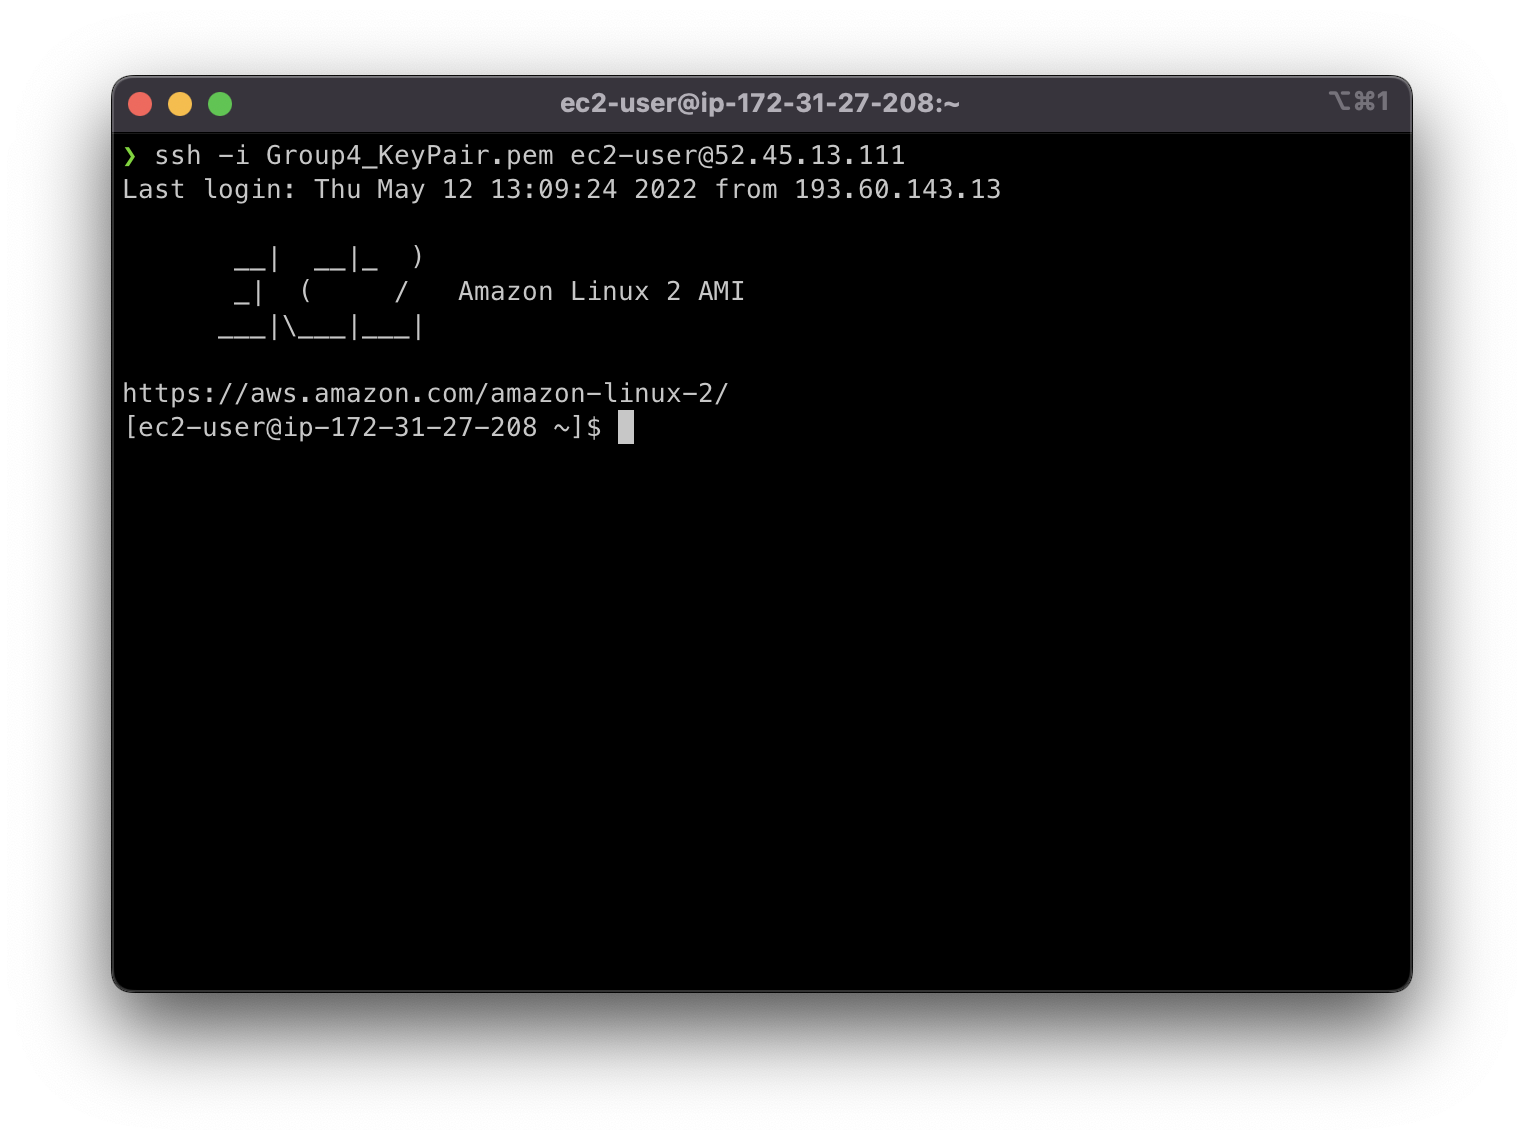 ec2-user@ip-172-31-27-208:~
⌥⌘1
❯ ssh -i Group4_KeyPair.pem ec2-user@52.45.13.111
Last login: Thu May 12 13:09:24 2022 from 193.60.143.13
       __|  __|_  )
       _|  (     /   Amazon Linux 2 AMI
      ___|\___|___|
https://aws.amazon.com/amazon-linux-2/
[ec2-user@ip-172-31-27-208 ~]$